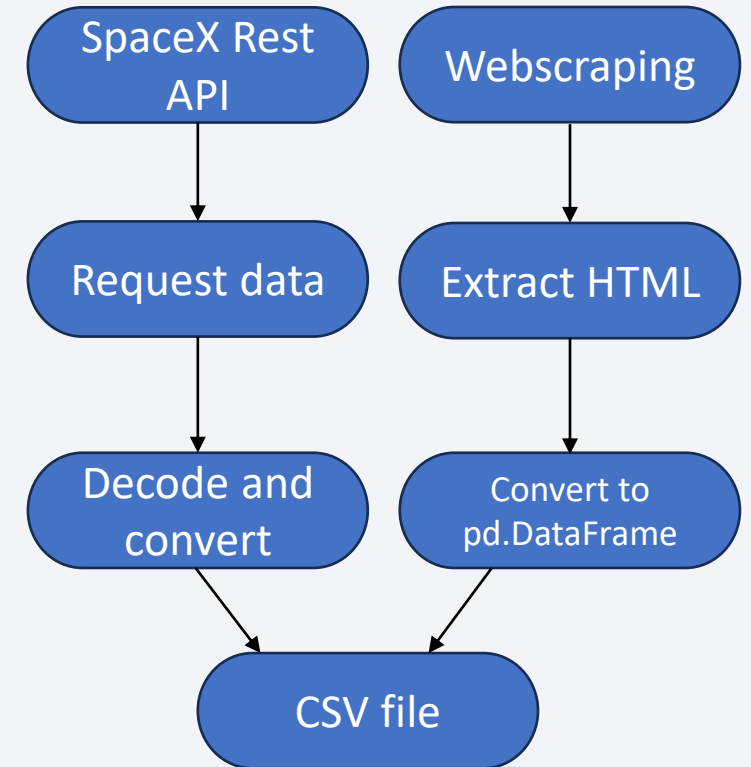 SpaceX Rest
API
Webscraping
Request data
Extract HTML
Decode and
convert
Convert to
pd.DataFrame
CSV file